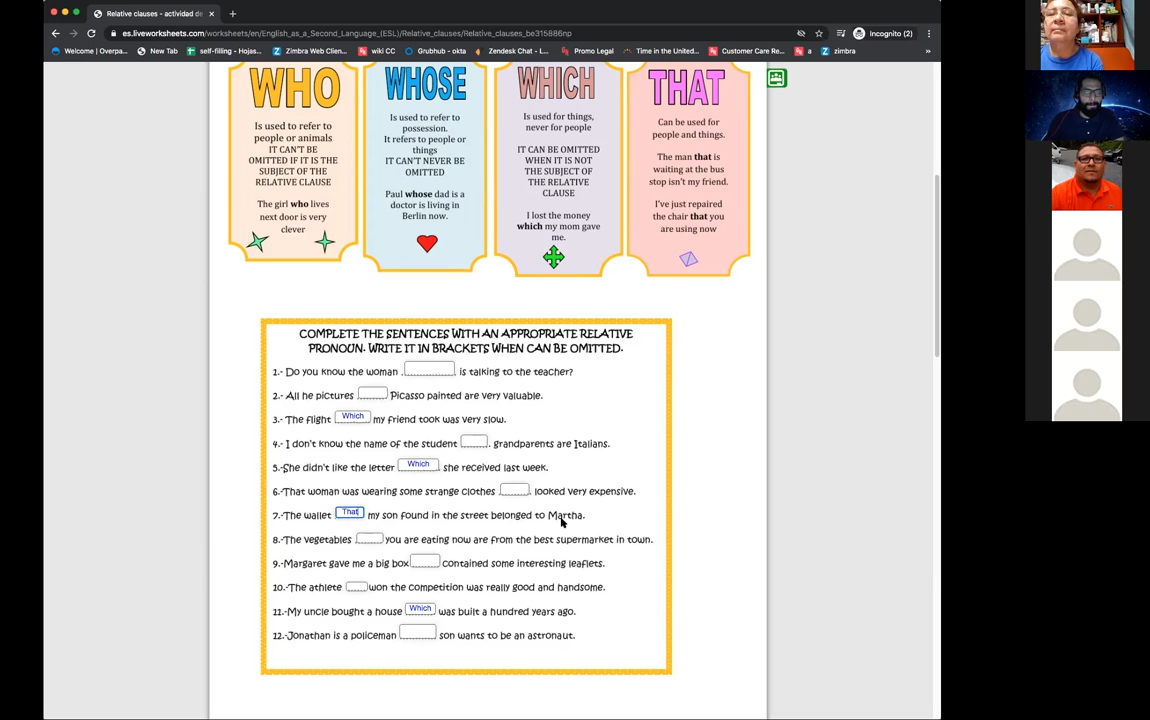 Relative clauses - actividad de
es.liveworksheets.com/worksheets/en/English_as_a_Second_Language_(ESL)/Relative_clauses/Relative_clauses_be315886np
Incognito (2)
Welcome | Overpa...
New Tab
self-filling - Hojas...
Zimbra Web Clien...
wiki CC
Grubhub - okta
Zendesk Chat - L...
Promo Legal
Time in the United...
Customer Care Re...
a
zimbra
»
WHO
Is used to refer to
people or animals
IT CAN'T BE
OMITTED IF IT IS THE
SUBJECT OF THE
RELATIVE CLAUSE
The girl who lives
next door is very
clever
WHOSE
Is used to refer to
possession.
It refers to people or
things
IT CAN'T NEVER BE
OMITTED
Paul whose dad is a
doctor is living in
Berlin now.
WHICH
Is used for things,
never for people
IT CAN BE OMITTED
WHEN IT IS NOT
THE SUBJECT OF
THE RELATIVE
CLAUSE
I lost the money
which my mom gave
me.
THAT
Can be used for
people and things.
The man that is
waiting at the bus
stop isn't my friend.
I've just repaired
the chair that you
are using now
COMPLETE THE SENTENCES WITH AN APPROPRIATE RELATIVE
PRONOUN. WRITE IT IN BRACKETS WHEN CAN BE OMITTED.
1.- Do you know the woman is talking to the teacher?
2.- All he pictures Picasso painted are very valuable.
3.-The flight Which my friend took was very slow.
4.- I don't know the name of the student grandparents are Italians.
5.-She didn't like the letter Which she received last week.
6.-That woman was wearing some strange clothes looked very expensive.
7.-The wallet That my son found in the street belonged to Martha.
8.-The vegetables you are eating now are from the best supermarket in town.
9.-Margaret gave me a big box contained some interesting leaflets.
10.-The athlete won the competition was really good and handsome.
11.-My uncle bought a house Which was built a hundred years ago.
12.-Jonathan is a policeman son wants to be an astronaut.